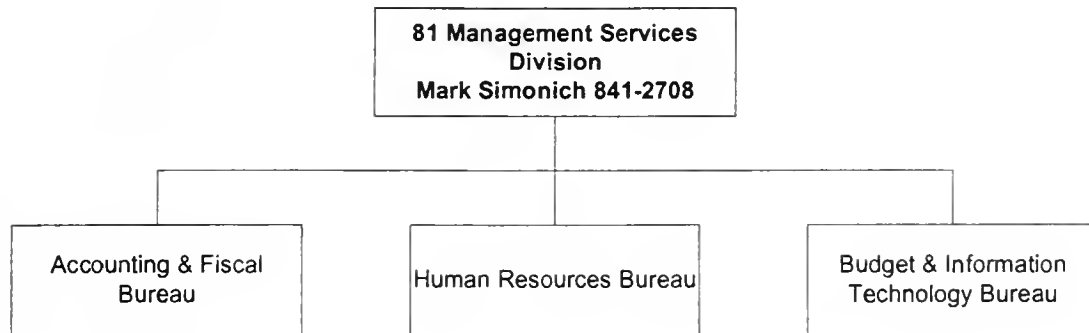 81 Management Services
Division
Mark Simonich 841-2708
Accounting & Fiscal
Bureau
Human Resources Bureau
Budget & Information
Technology Bureau